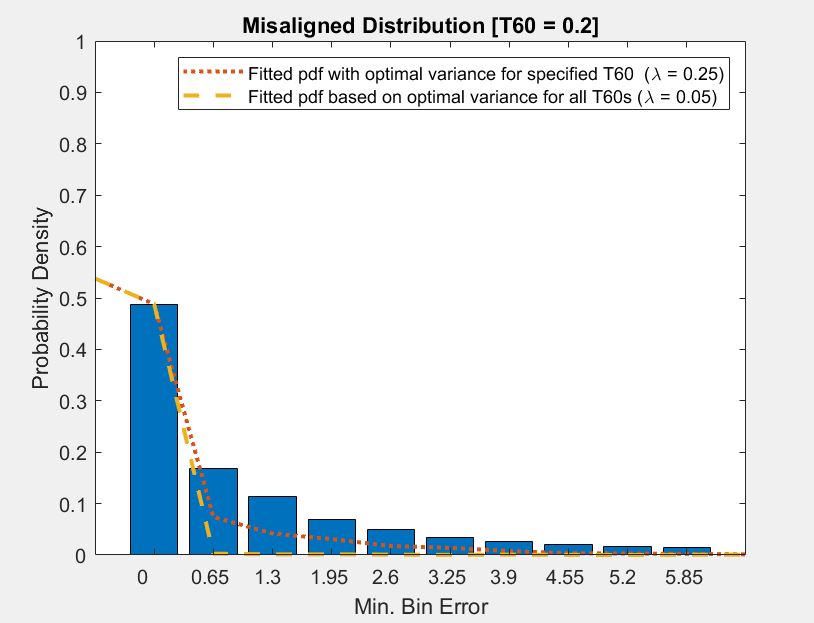 Misaligned Distribution [T60 = 0.2]
1
0.9
0.8
0.7
0.6
0.5
0.4
0.3
0.2
0.1
0
Probability Density
Fitted pdf with optimal variance for specified T60 (λ = 0.25)
Fitted pdf based on optimal variance for all T60s (λ = 0.05)
0 0.65 1.3 1.95 2.6 3.25 3.9 4.55 5.2 5.85
Min. Bin Error